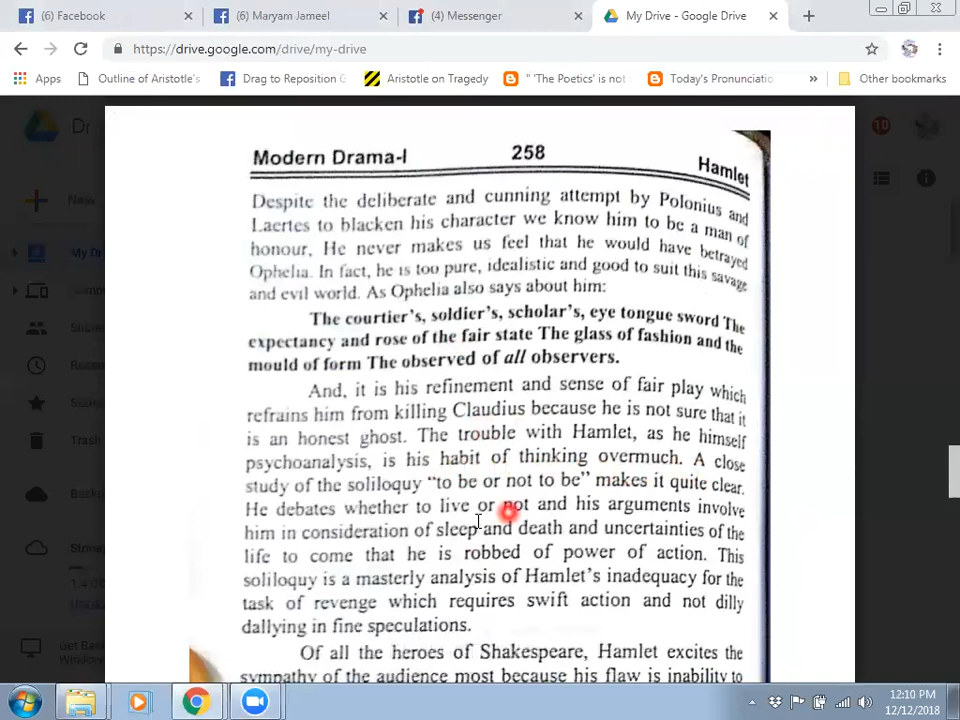 (6) Facebook
(6) Maryam Jameel
(4) Messenger
My Drive - Google Drive
https://drive.google.com/drive/my-drive
Apps
Outline of Aristotle's
Drag to Reposition
Aristotle on Tragedy
" 'The Poetics' is not
Today's Pronunciatio
»
Other bookmarks
10
Modern Drama-I 258 Hamlet
Despite the deliberate and cunning attempt by Polonius and
Laertes to blacken his character we know him to be a man of
honour, He never makes us feel that he would have betrayed
Ophelia. In fact, he is too pure, idealistic and good to suit this savage
and evil world. As Ophelia also says about him:
The courtier's, soldier's, scholar's, eye tongue sword The
expectancy and rose of the fair state The glass of fashion and the
mould of form The observed of all observers.
And, it is his refinement and sense of fair play which
refrains him from killing Claudius because he is not sure that it
is an honest ghost. The trouble with Hamlet, as he himself
psychoanalysis, is his habit of thinking overmuch. A close
study of the soliloquy "to be or not to be" makes it quite clear.
He debates whether to live or not and his arguments involve
him in consideration of sleep and death and uncertainties of the
life to come that he is robbed of power of action. This
soliloquy is a masterly analysis of Hamlet's inadequacy for the
task of revenge which requires swift action and not dilly
dallying in fine speculations.
Of all the heroes of Shakespeare, Hamlet excites the
sympathy of the audience most because his flaw is inability to
12:10 PM
12/12/2018